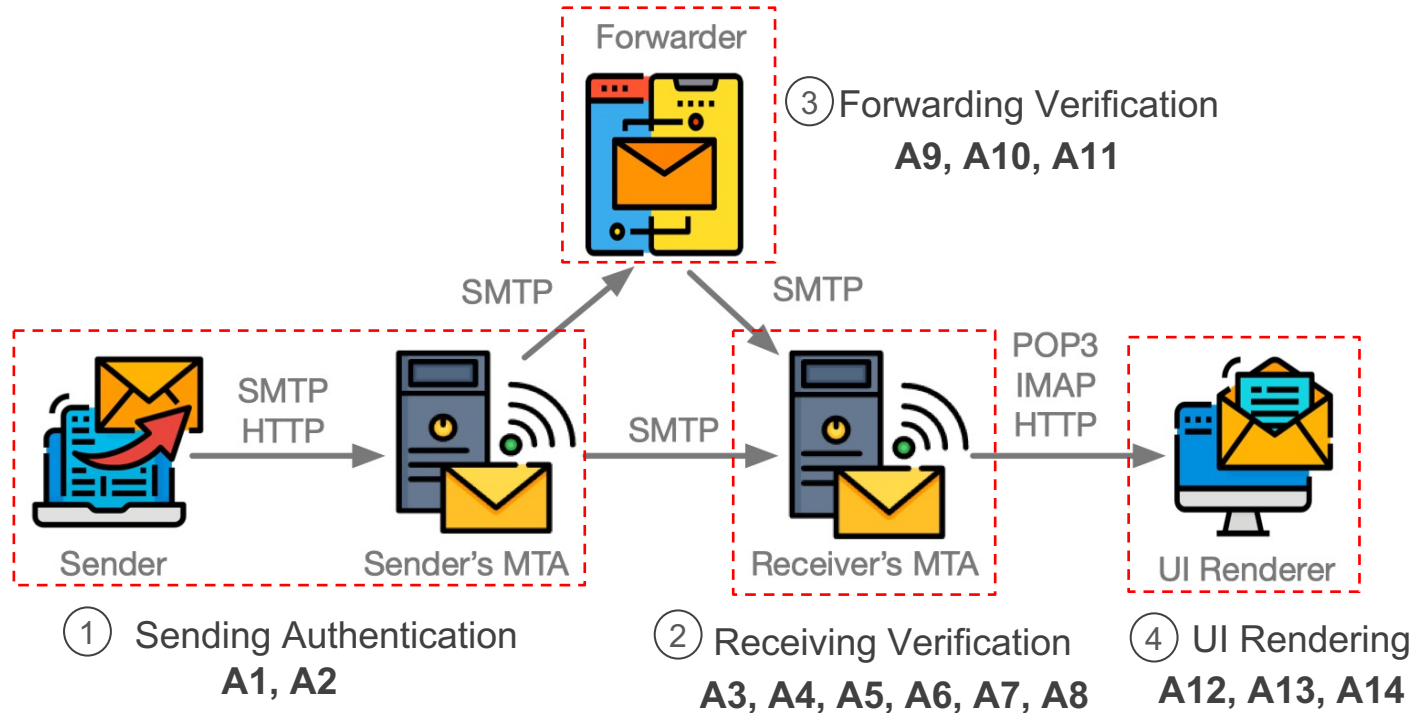 Forwarder
③ Forwarding Verification
A9, A10, A11
SMTP
SMTP
SMTP
HTTP
SMTP
POP3
IMAP
HTTP
Sender
Sender's MTA
Receiver's MTA
UI Renderer
① Sending Authentication
A1, A2
② Receiving Verification
A3, A4, A5, A6, A7, A8
④ UI Rendering
A12, A13, A14